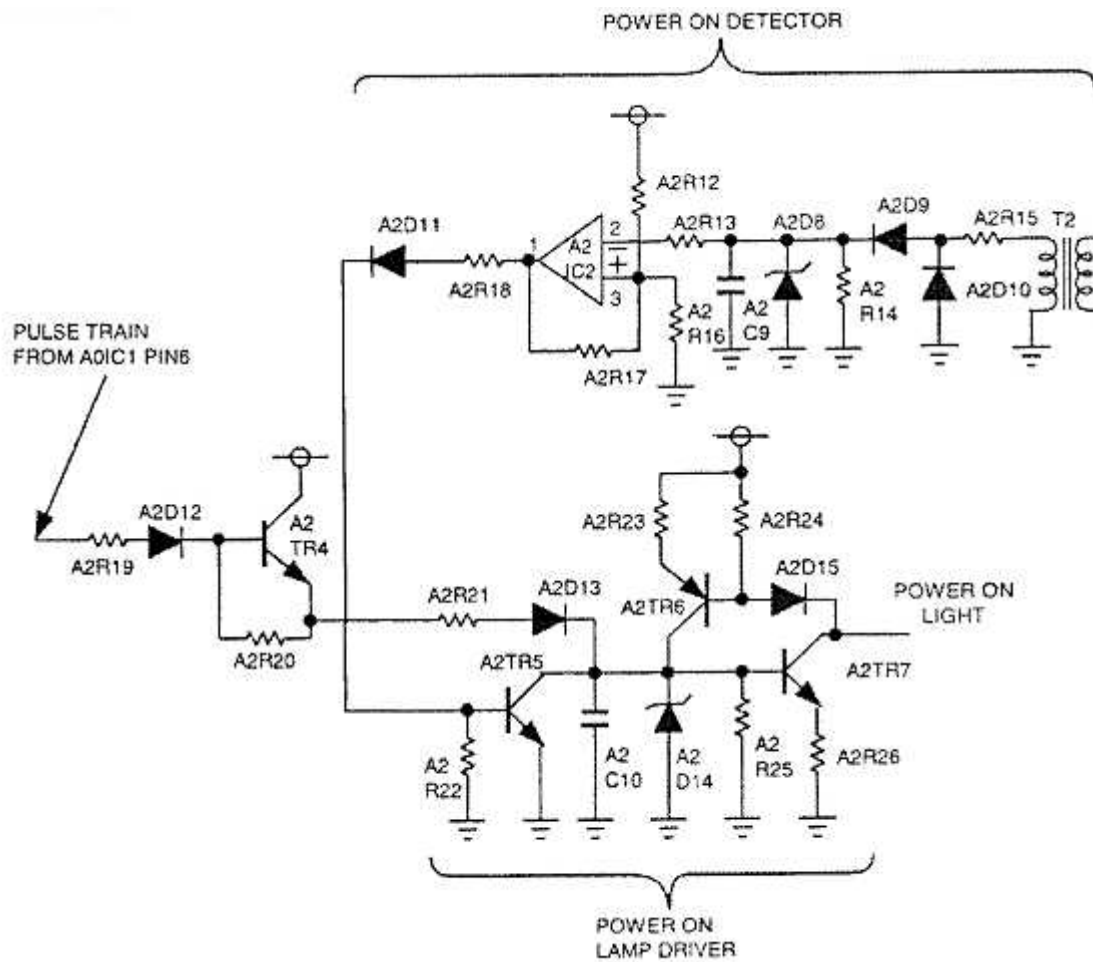 POWER ON DETECTOR
A2R12
A2D11
1
A2
IC2
2
A2R13
A2D8
A2D9
A2R15
T2
+
3
A2R18
A2
R16
A2
C9
A2
R14
A2D10
A2R17
PULSE TRAIN
FROM A0IC1 PIN6
A2D12
A2
TR4
A2R19
A2R20
A2R23
A2R24
A2R21
A2D13
A2TR6
A2D15
POWER ON
LIGHT
A2TR5
A2TR7
A2
R22
A2
C10
A2
D14
A2
R25
A2R26
POWER ON
LAMP DRIVER